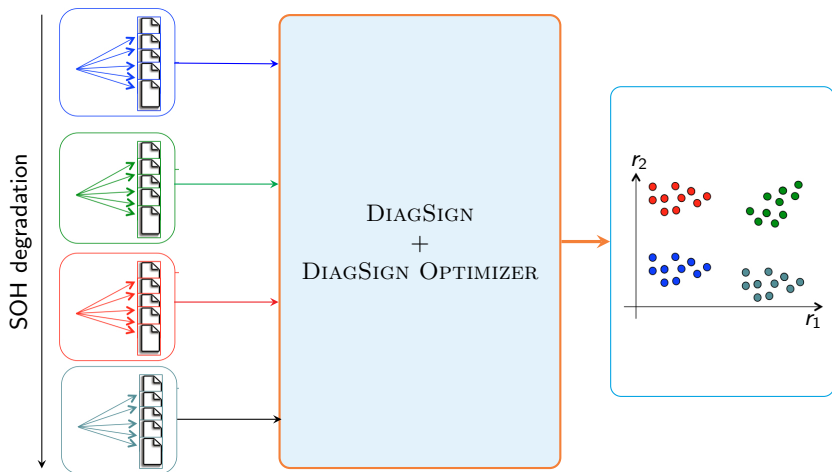 SOH degradation
DIAGSIGN
+
DIAGSIGN OPTIMIZER
r2
r1